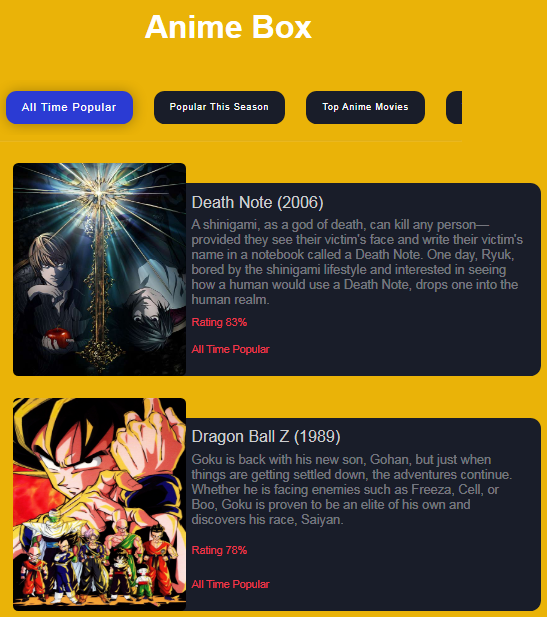 Anime Box
All Time Popular
Popular This Season
Top Anime Movies
Death Note (2006)
A shinigami, as a god of death, can kill any person—
provided they see their victim's face and write their victim's
name in a notebook called a Death Note. One day, Ryuk,
bored by the shinigami lifestyle and interested in seeing
how a human would use a Death Note, drops one into the
human realm.
Rating 83%
All Time Popular
Dragon Ball Z (1989)
Goku is back with his new son, Gohan, but just when
things are getting settled down, the adventures continue.
Whether he is facing enemies such as Freeza, Cell, or
Boo, Goku is proven to be an elite of his own and
discovers his race, Saiyan.
Rating 78%
All Time Popular